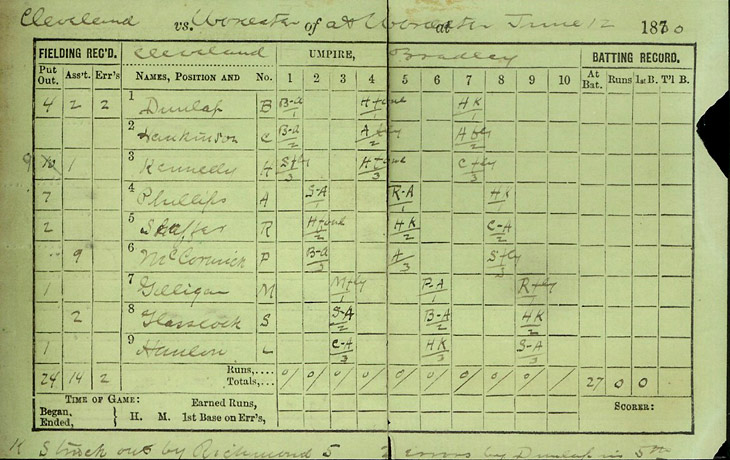 Cleveland vs. Worcester of at Worcester at June 12 1880
FIELDING REC'D. Cleveland UMPIRE, Bradley BATTING RECORD.
Put Out. Ass't. Err's NAMES, POSITION AND No. 1 2 3 4 5 6 7 8 9 10 At Bat. Runs 1st B. T'l B.
4 2 2 1 Dunlap B B-A/1 H foul/1 HK/1
2 Hankinson C B-A/2 A fly/2 A fly/2
9 10 1 3 Kennedy H S fly/3 H foul/3 C fly/3
7 4 Phillips A S-A/1 R-A/1 HK/1
2 5 Shaffer R H foul/2 HK/2 C-A/2
9 6 McCormick P B-A/3 A/3 S fly/3
1 7 Gilligan M M fly/1 P-A/1 R fly/1
2 8 Glasscock S S-A/2 B-A/2 HK/2
1 9 Hanlon L C-A/3 HK/3 S-A/3
24 14 2 Runs,.... Totals,... 0/ 0/ 0/ 0/ 0/ 0/ 0/ 0/ 0/ / 27 0 0
TIME OF GAME: Earned Runs, SCORER:
Began. Ended, } H. M. 1st Base on Err's,
K Struck out by Richmond 5 2 errors by Dunlap in 5th